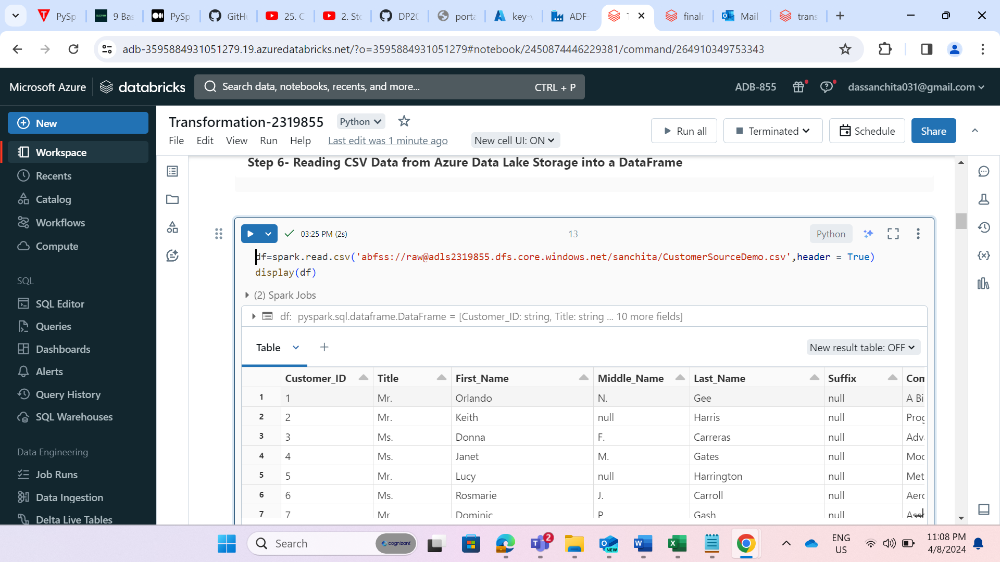 PySp
9 Bas
PySp
GitH
25. C
2. Sto
DP20
porta
key-v
ADF-
T
finalr
Mail
trans
adb-3595884931051279.19.azuredatabricks.net/?o=3595884931051279#notebook/2450874446229381/command/264910349753343
Microsoft Azure
databricks
Search data, notebooks, recents, and more...
CTRL + P
ADB-855
dassanchita031@gmail.com
New
Workspace
Recents
Catalog
Workflows
Compute
SQL
SQL Editor
Queries
Dashboards
Alerts
Query History
SQL Warehouses
Data Engineering
Job Runs
Data Ingestion
Delta Live Tables
Transformation-2319855
Python
File Edit View Run Help Last edit was 1 minute ago New cell UI: ON
Run all
Terminated
Schedule
Share
Step 6- Reading CSV Data from Azure Data Lake Storage into a DataFrame
03:25 PM (2s)
13
Python
df=spark.read.csv('abfss://raw@adls2319855.dfs.core.windows.net/sanchita/CustomerSourceDemo.csv',header = True)
display(df)
(2) Spark Jobs
df: pyspark.sql.dataframe.DataFrame = [Customer_ID: string, Title: string ... 10 more fields]
Table
New result table: OFF
Customer_ID Title First_Name Middle_Name Last_Name Suffix Com
1 1 Mr. Orlando N. Gee null A Bi
2 2 Mr. Keith null Harris null Prog
3 3 Ms. Donna F. Carreras null Adv
4 4 Ms. Janet M. Gates null Moc
5 5 Mr. Lucy null Harrington null Met
6 6 Ms. Rosmarie J. Carroll null Aero
7 7 Mr Dominic P Gash null Ass
Search
cognizant
2
NEW
ENG
US
11:08 PM
4/8/2024